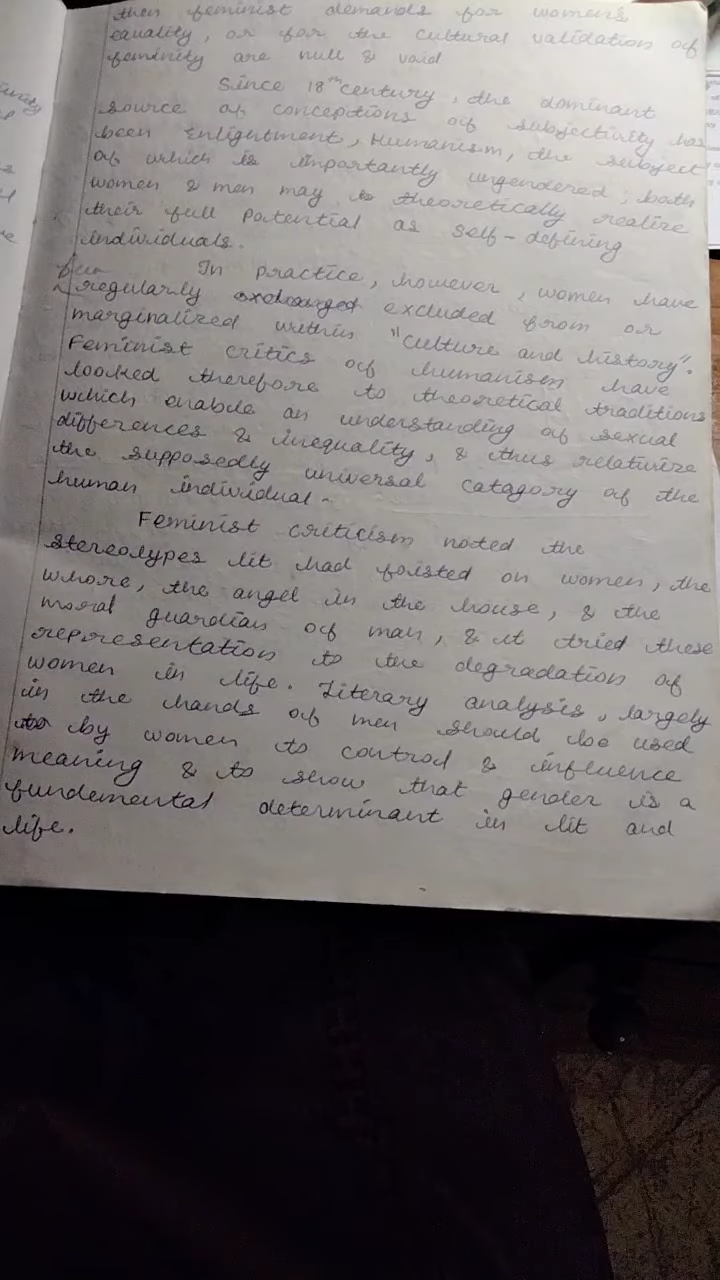 then feminist demands for women's
equality, or for the cultural validation of
feminity are null & void
Since 18th century, the dominant
source of conceptions of subjectivity has
been Enlightment, Humanism, the subject
of which is importantly ungendered; both
women & men may theoretically realize
their full potential as self-defining
individuals.
In practice, however, women have
been regularly excluded from or
marginalized within "culture and history".
Feminist critics of humanism have
looked therefore to theoretical traditions
which enable an understanding of sexual
differences & inequality, & thus relativize
the supposedly universal catagory of the
human individual.
Feminist criticism noted the
stereotypes lit had foisted on women, the
whore, the angel in the house, & the
moral guardian of man, & it tried these
representation to the degradation of
women in life. Literary analysis, largely
in the hands of men should be used
by women to control & influence
meaning & to show that gender is a
fundemental determinant in lit and
life.